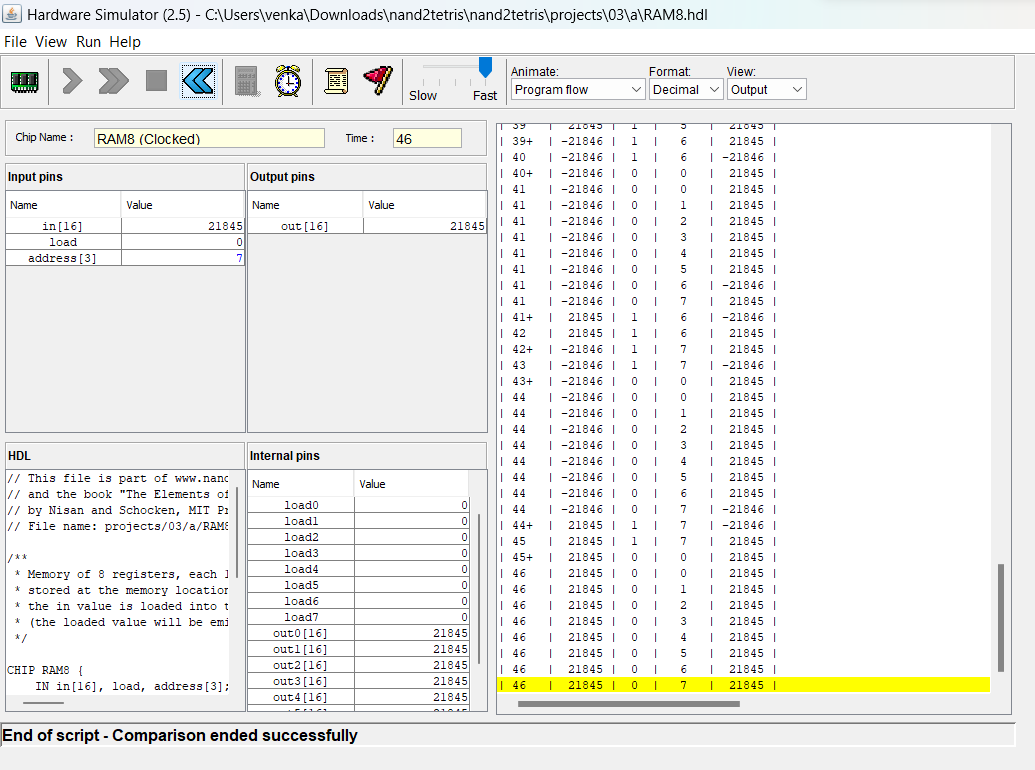 Hardware Simulator (2.5) - C:\Users\venka\Downloads\nand2tetris\nand2tetris\projects\03\a\RAM8.hdl
File View Run Help
Slow Fast
Animate: Format: View:
Program flow Decimal Output
Chip Name : RAM8 (Clocked) Time : 46
Input pins
Name Value
in[16] 21845
load 0
address[3] 7
Output pins
Name Value
out[16] 21845
HDL
// This file is part of www.nand
// and the book "The Elements of
// by Nisan and Schocken, MIT Pr
// File name: projects/03/a/RAM8
/**
* Memory of 8 registers, each 1
* stored at the memory location
* the in value is loaded into t
* (the loaded value will be emi
*/
CHIP RAM8 {
IN in[16], load, address[3];
Internal pins
Name Value
load0 0
load1 0
load2 0
load3 0
load4 0
load5 0
load6 0
load7 0
out0[16] 21845
out1[16] 21845
out2[16] 21845
out3[16] 21845
out4[16] 21845
| 39 | 21845 | 1 | 5 | 21845 |
| 39+ | -21846 | 1 | 6 | 21845 |
| 40 | -21846 | 1 | 6 | -21846 |
| 40+ | -21846 | 0 | 0 | 21845 |
| 41 | -21846 | 0 | 0 | 21845 |
| 41 | -21846 | 0 | 1 | 21845 |
| 41 | -21846 | 0 | 2 | 21845 |
| 41 | -21846 | 0 | 3 | 21845 |
| 41 | -21846 | 0 | 4 | 21845 |
| 41 | -21846 | 0 | 5 | 21845 |
| 41 | -21846 | 0 | 6 | -21846 |
| 41 | -21846 | 0 | 7 | 21845 |
| 41+ | 21845 | 1 | 6 | -21846 |
| 42 | 21845 | 1 | 6 | 21845 |
| 42+ | -21846 | 1 | 7 | 21845 |
| 43 | -21846 | 1 | 7 | -21846 |
| 43+ | -21846 | 0 | 0 | 21845 |
| 44 | -21846 | 0 | 0 | 21845 |
| 44 | -21846 | 0 | 1 | 21845 |
| 44 | -21846 | 0 | 2 | 21845 |
| 44 | -21846 | 0 | 3 | 21845 |
| 44 | -21846 | 0 | 4 | 21845 |
| 44 | -21846 | 0 | 5 | 21845 |
| 44 | -21846 | 0 | 6 | 21845 |
| 44 | -21846 | 0 | 7 | -21846 |
| 44+ | 21845 | 1 | 7 | -21846 |
| 45 | 21845 | 1 | 7 | 21845 |
| 45+ | 21845 | 0 | 0 | 21845 |
| 46 | 21845 | 0 | 0 | 21845 |
| 46 | 21845 | 0 | 1 | 21845 |
| 46 | 21845 | 0 | 2 | 21845 |
| 46 | 21845 | 0 | 3 | 21845 |
| 46 | 21845 | 0 | 4 | 21845 |
| 46 | 21845 | 0 | 5 | 21845 |
| 46 | 21845 | 0 | 6 | 21845 |
| 46 | 21845 | 0 | 7 | 21845 |
End of script - Comparison ended successfully